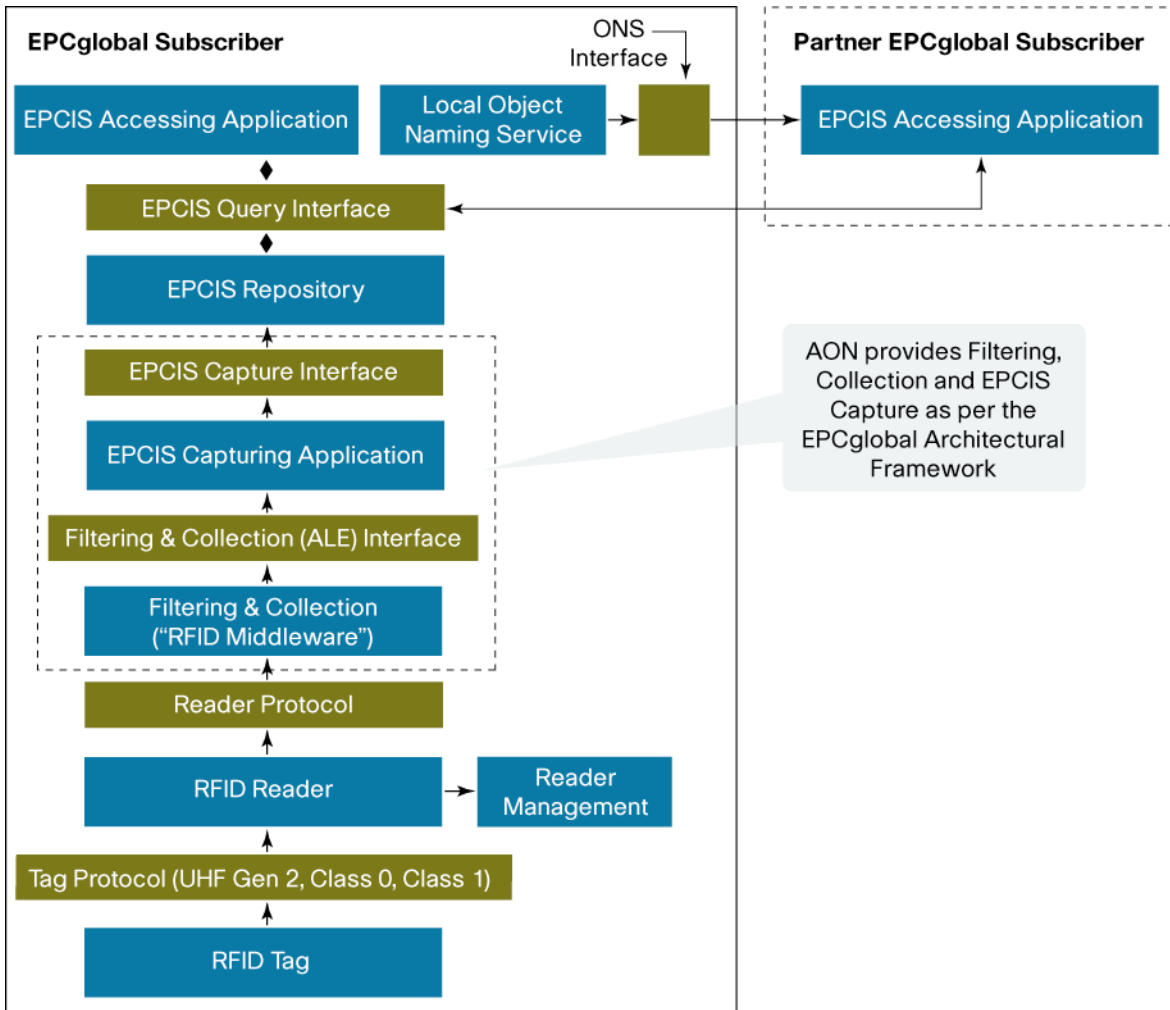 EPCglobal Subscriber
ONS
Interface
Partner EPCglobal Subscriber
EPCIS Accessing Application
Local Object
Naming Service
EPCIS Accessing Application
EPCIS Query Interface
EPCIS Repository
EPCIS Capture Interface
AON provides Filtering,
Collection and EPCIS
Capture as per the
EPCglobal Architectural
Framework
EPCIS Capturing Application
Filtering & Collection (ALE) Interface
Filtering & Collection
(“RFID Middleware”)
Reader Protocol
RFID Reader
Reader
Management
Tag Protocol (UHF Gen 2, Class 0, Class 1)
RFID Tag